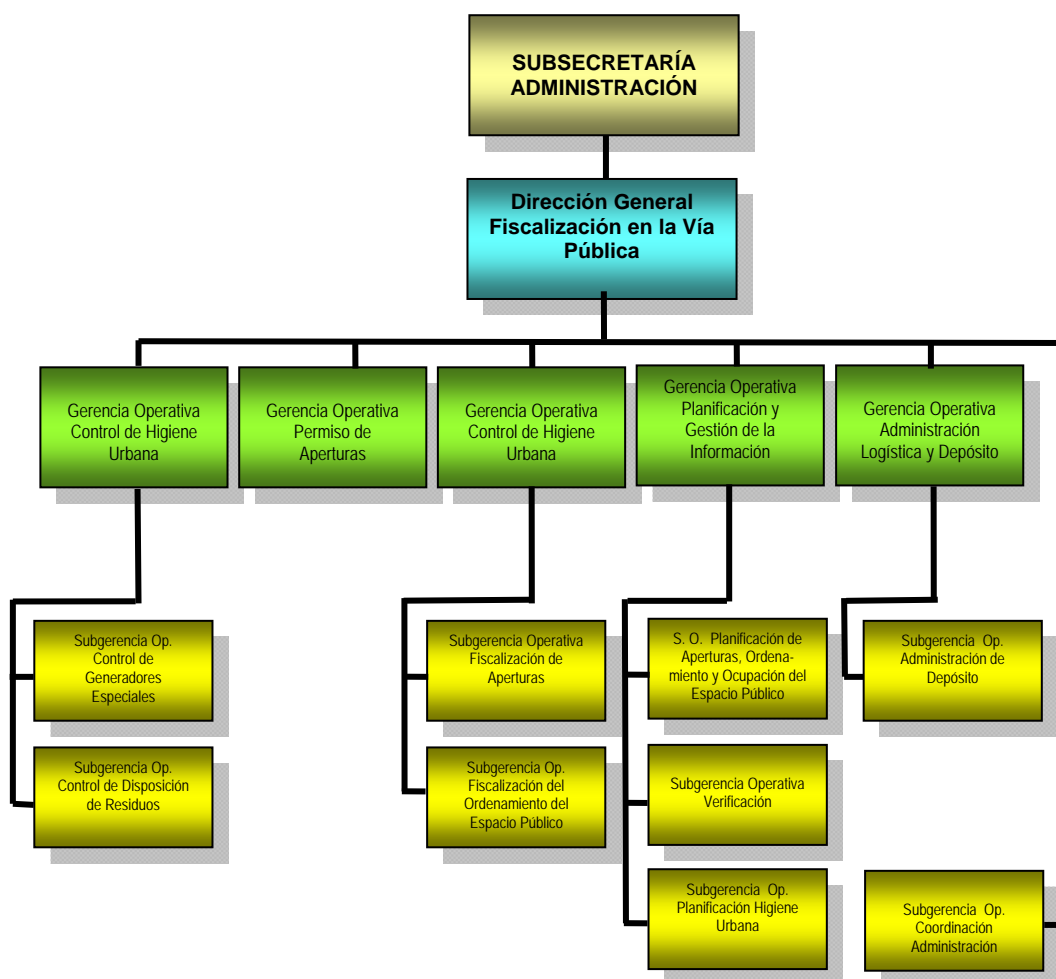 SUBSECRETARÍA
ADMINISTRACIÓN
Dirección General
Fiscalización en la Vía
Pública
Gerencia Operativa
Control de Higiene
Urbana
Gerencia Operativa
Permiso de
Aperturas
Gerencia Operativa
Control de Higiene
Urbana
Gerencia Operativa
Planificación y
Gestión de la
Información
Gerencia Operativa
Administración
Logística y Depósito
Subgerencia Op.
Control de
Generadores
Especiales
Subgerencia Operativa
Fiscalización de
Aperturas
S. O. Planificación de
Aperturas, Ordena-
miento y Ocupación del
Espacio Público
Subgerencia Op.
Administración de
Depósito
Subgerencia Op.
Control de Disposición
de Residuos
Subgerencia Op.
Fiscalización del
Ordenamiento del
Espacio Público
Subgerencia Operativa
Verificación
Subgerencia Op.
Planificación Higiene
Urbana
Subgerencia Op.
Coordinación
Administración